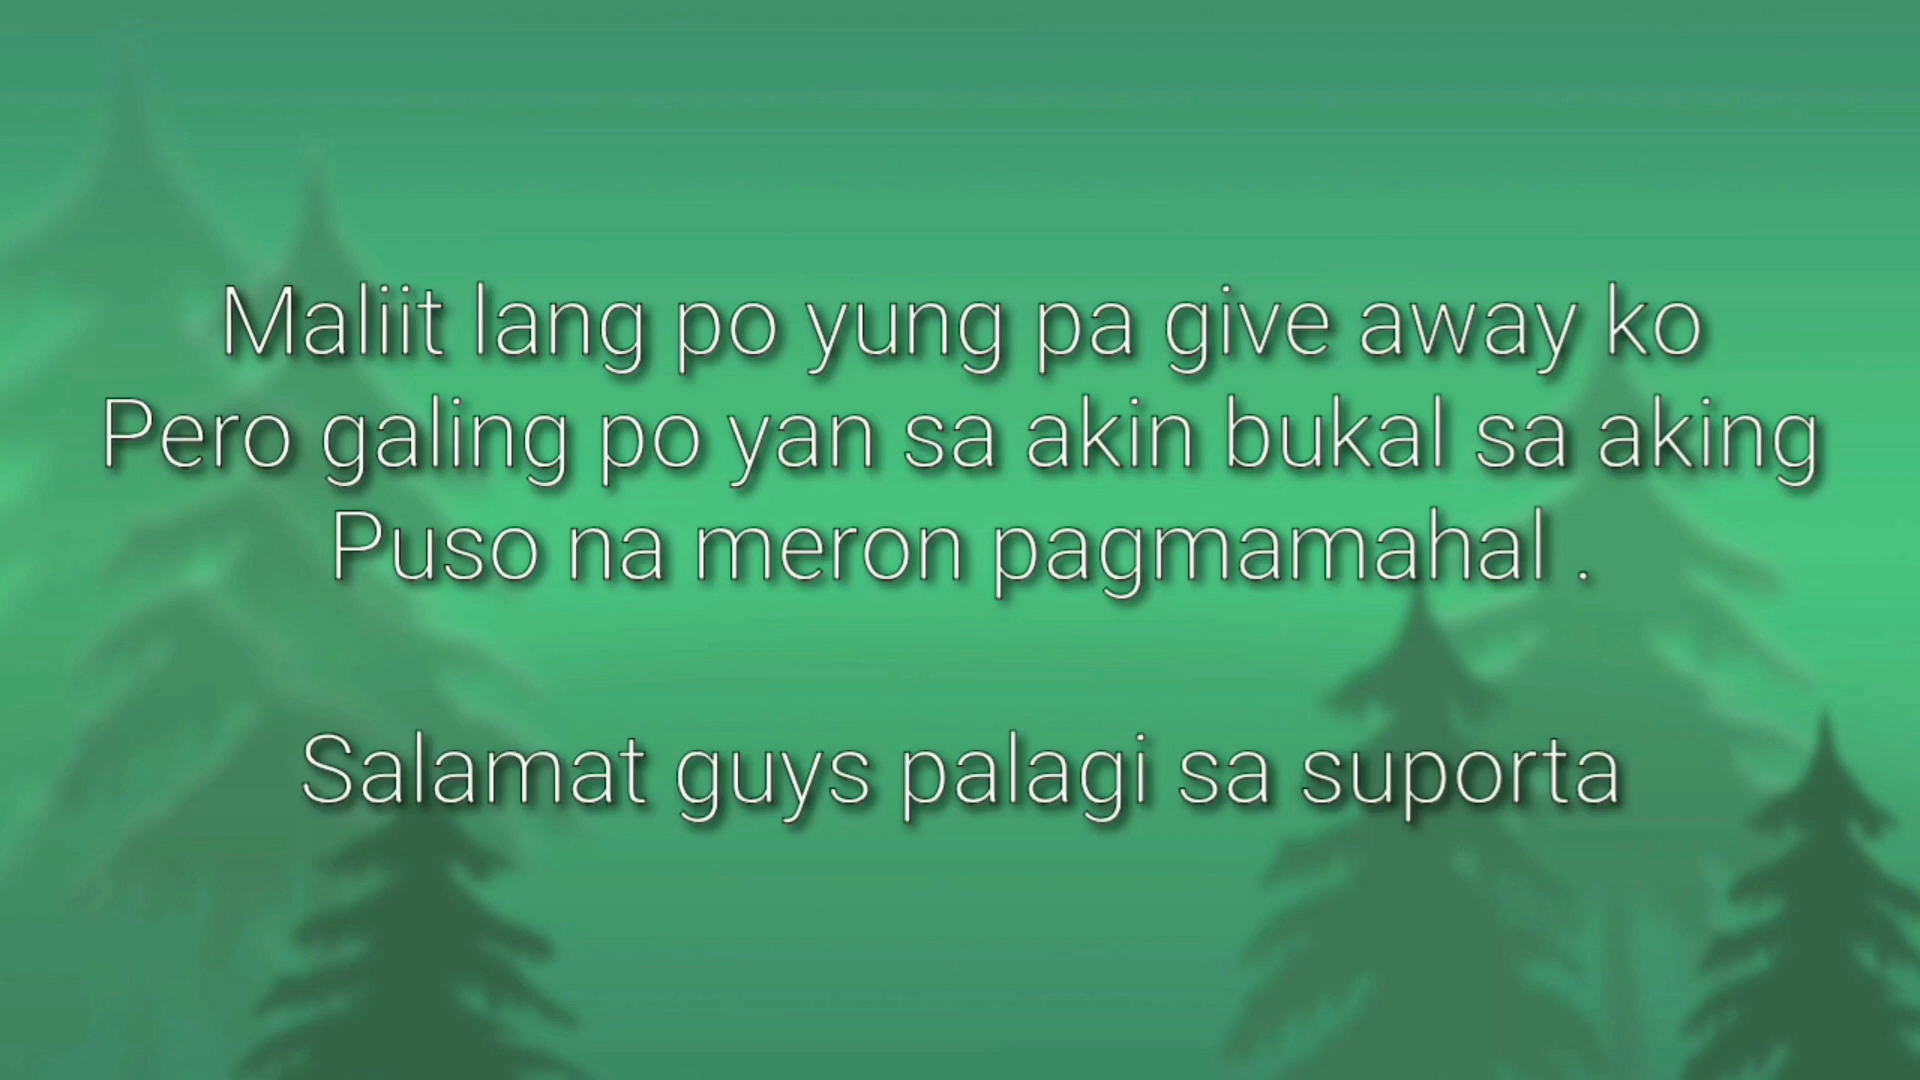 Maliit lang po yung pa give away ko
Pero galing po yan sa akin bukal sa aking
Puso na meron pagmamahal .
Salamat guys palagi sa suporta